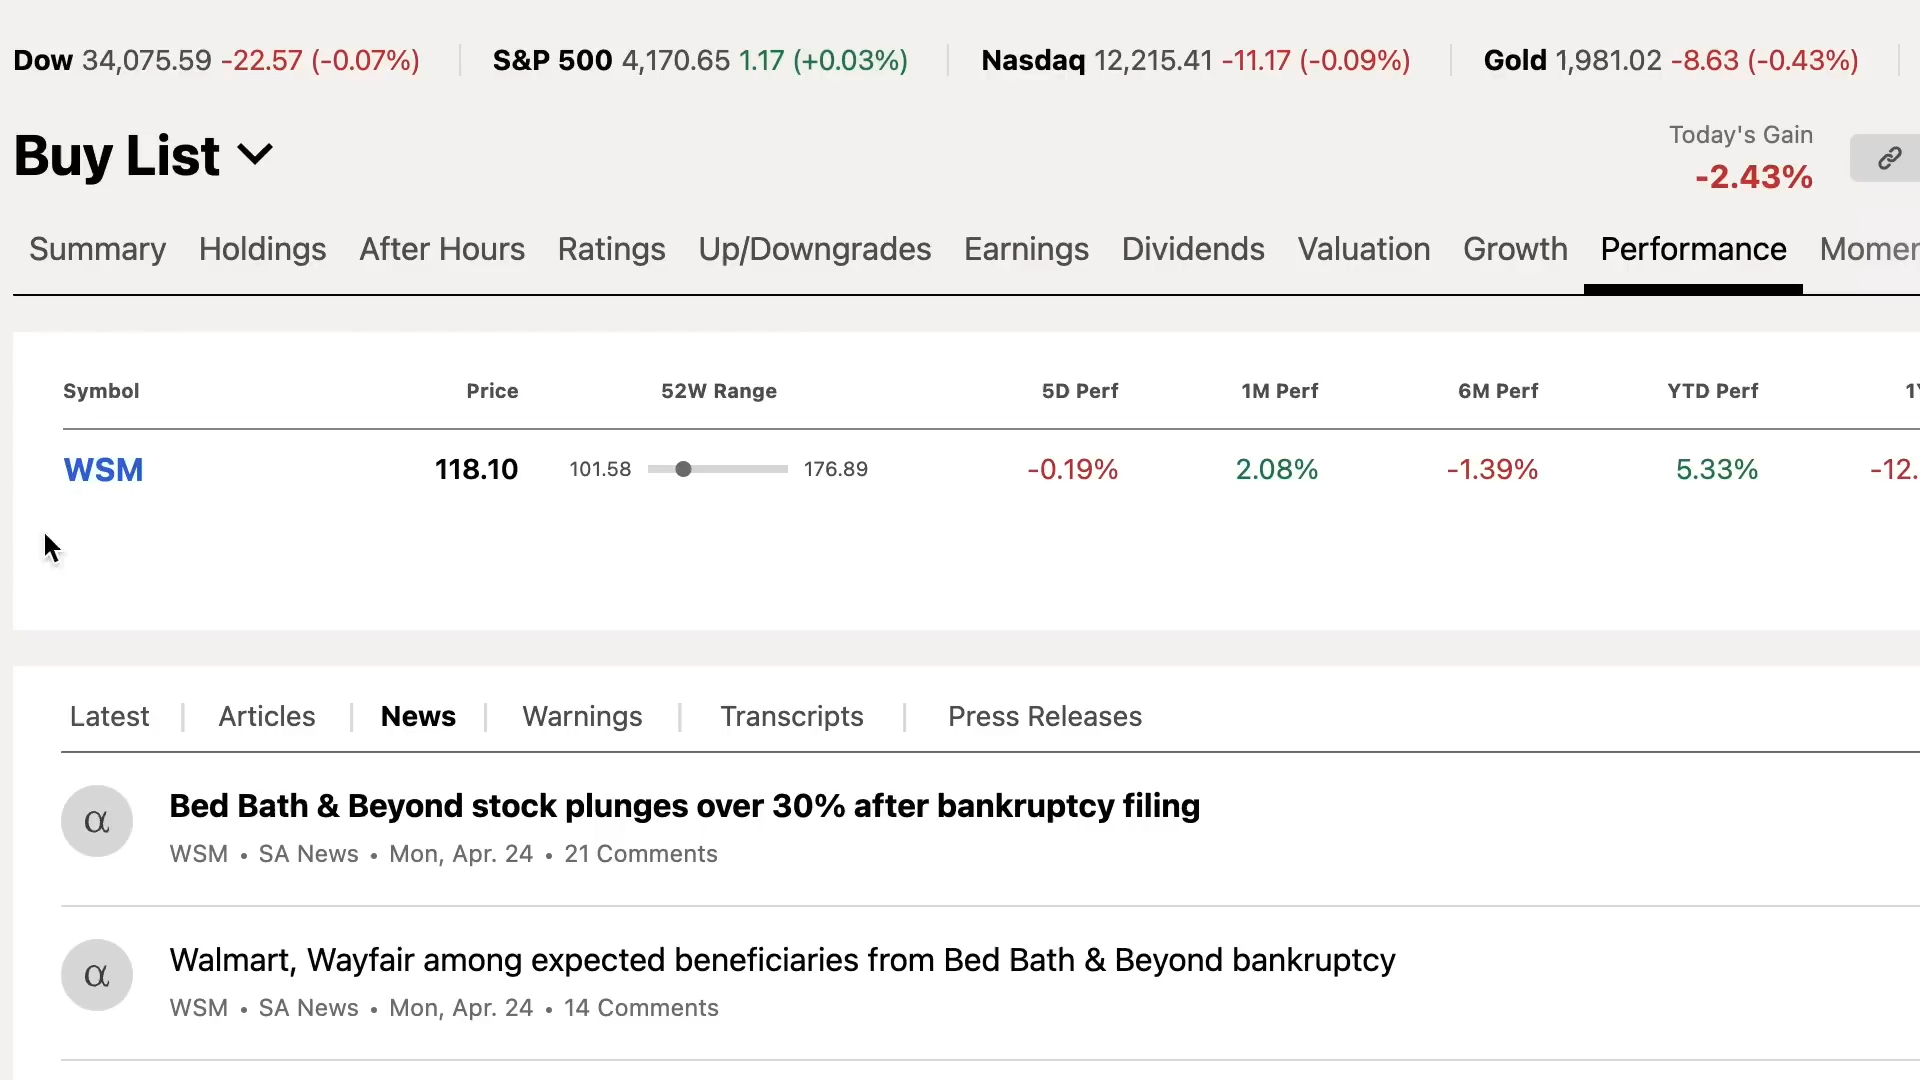 Dow 34,075.59 -22.57 (-0.07%) S&P 500 4,170.65 1.17 (+0.03%) Nasdaq 12,215.41 -11.17 (-0.09%) Gold 1,981.02 -8.63 (-0.43%)
Buy List
Today's Gain
-2.43%
Summary Holdings After Hours Ratings Up/Downgrades Earnings Dividends Valuation Growth Performance
Symbol Price 52W Range 5D Perf 1M Perf 6M Perf YTD Perf
WSM 118.10 101.58 176.89 -0.19% 2.08% -1.39% 5.33% -12.
Latest | Articles | News | Warnings | Transcripts | Press Releases
α Bed Bath & Beyond stock plunges over 30% after bankruptcy filing
WSM • SA News • Mon, Apr. 24 • 21 Comments
α Walmart, Wayfair among expected beneficiaries from Bed Bath & Beyond bankruptcy
WSM • SA News • Mon, Apr. 24 • 14 Comments